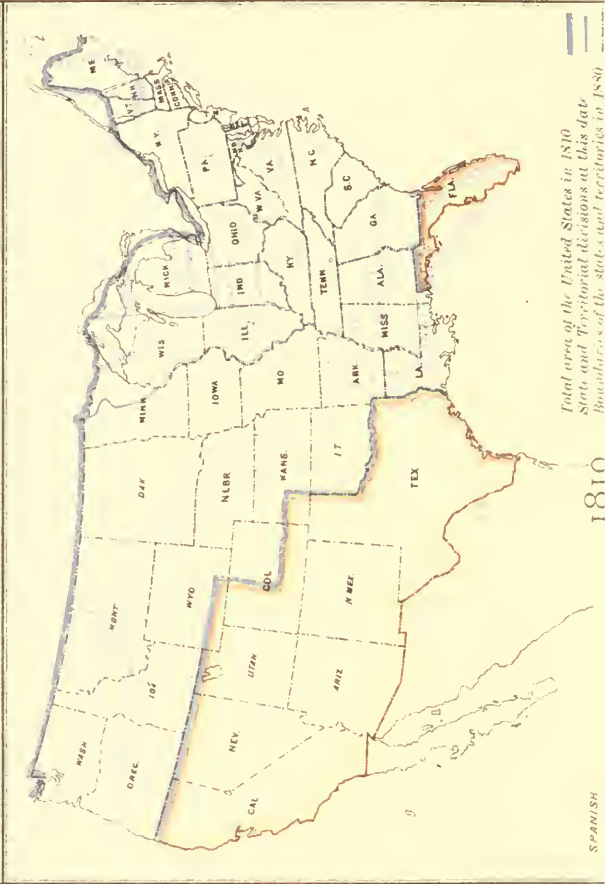 ME
VT
N.H.
MASS
CONN.
N.Y.
PA.
MICH
WIS
MINN
OHIO
IND
ILL.
W.VA
VA.
KY
N C
TENN
S.C
GA
ALA.
MISS
LA.
FLA.
ARK
MO
IOWA
DAK
NEBR
KANS.
I T
TEX
MONT
WYO
COL
N MEX.
IDᴬ
UTAH
ARIZ
WASH
OREG.
NEV.
CAL
SPANISH
1810
Total area of the United States in 1810
State and Territorial divisions at this date
Boundaries of the states and territories in 1880